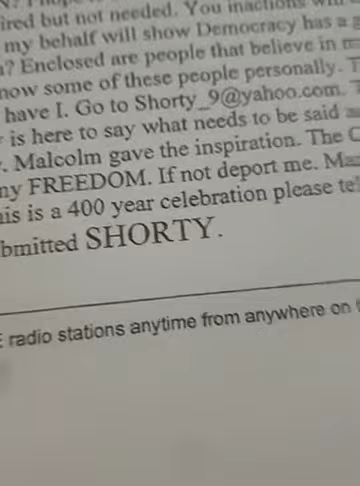 ired but not needed. You inactions will
my behalf will show Democracy has a
? Enclosed are people that believe in
now some of these people personally.
have I. Go to Shorty_9@yahoo.com.
is here to say what needs to be said
. Malcolm gave the inspiration. The
my FREEDOM. If not deport me.
is is a 400 year celebration please
bmitted SHORTY.
E radio stations anytime from anywhere on